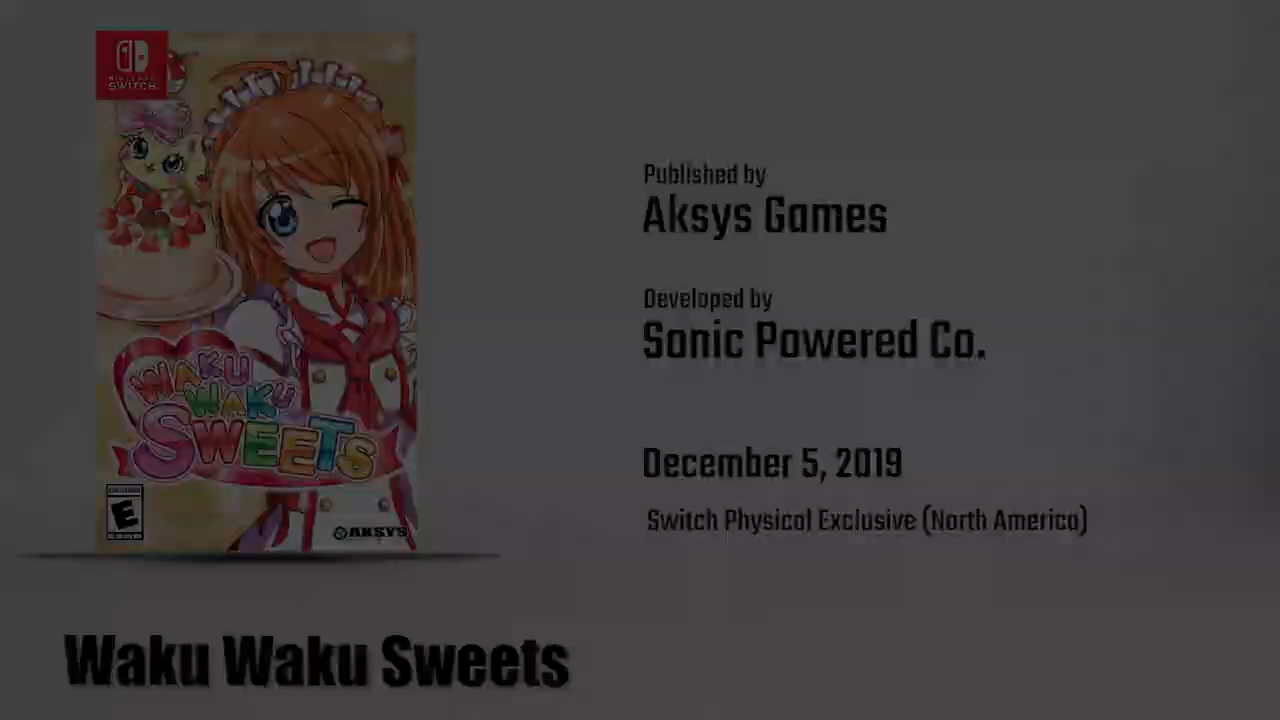 NINTENDO
SWITCH
WAKU
WAKU
SWEETS
E
AKSYS
Published by
Aksys Games
Developed by
Sonic Powered Co.
December 5, 2019
Switch Physical Exclusive (North America)
Waku Waku Sweets